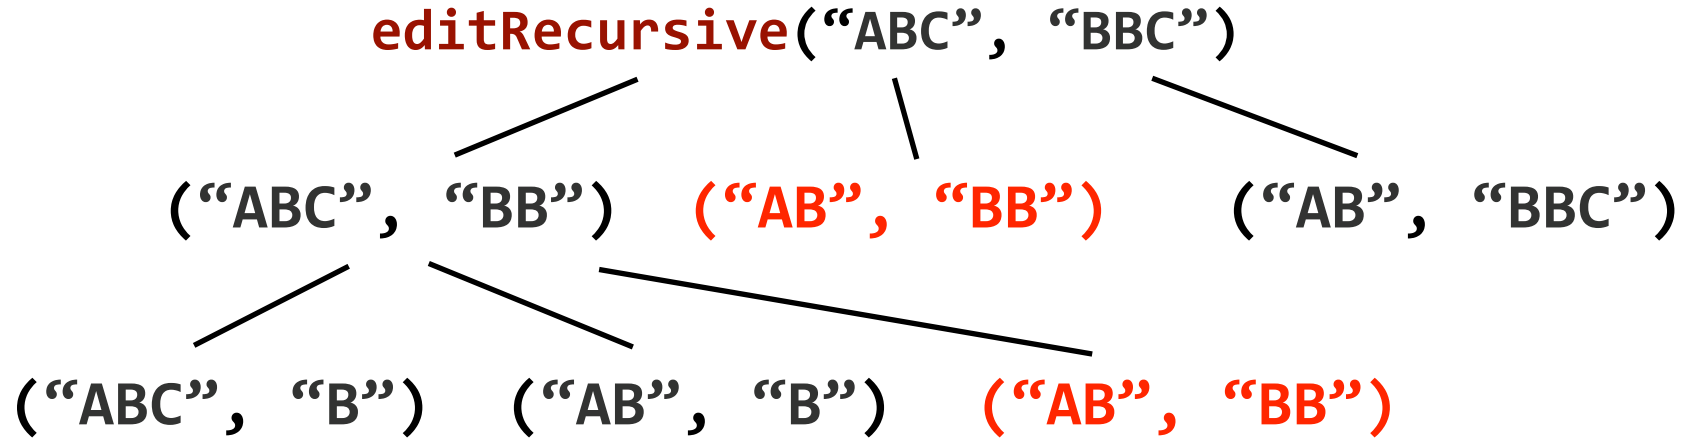 editRecursive(“ABC”, “BBC”)
(“ABC”, “BB”) (“AB”, “BB”) (“AB”, “BBC”)
(“ABC”, “B”) (“AB”, “B”) (“AB”, “BB”)